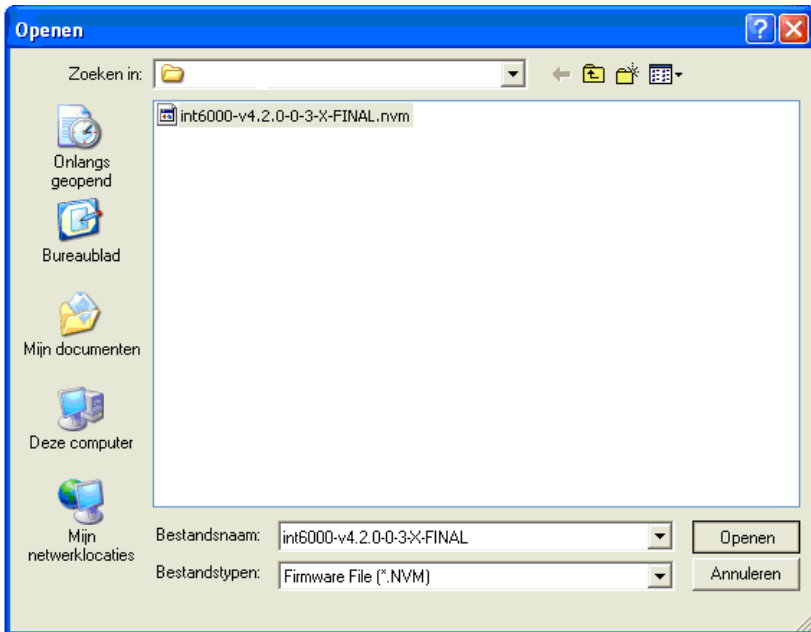 Openen
Zoeken in:
int6000-v4.2.0-0-3-X-FINAL.nvm
Onlangs
geopend
Bureaublad
Mijn documenten
Deze computer
Mijn
netwerklocaties
Bestandsnaam: int6000-v4.2.0-0-3-X-FINAL Openen
Bestandstypen: Firmware File (*.NVM) Annuleren